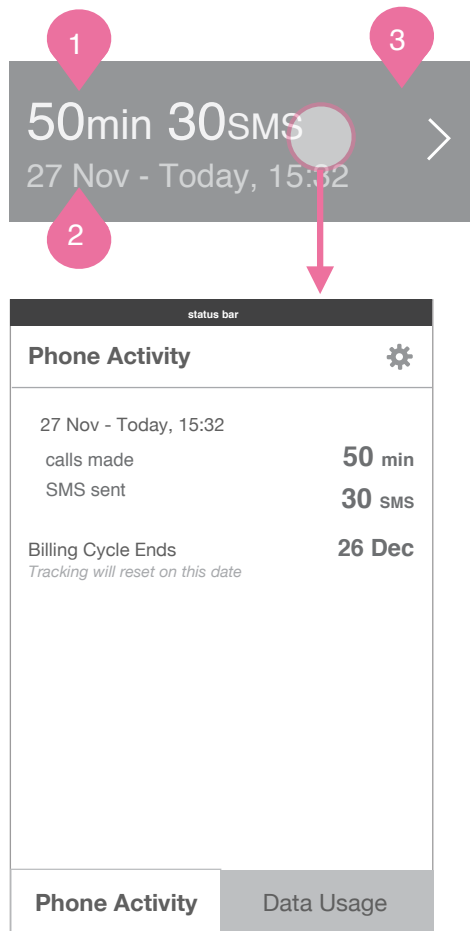 1
3
50min 30SMS
27 Nov - Today, 15:32
2
status bar
Phone Activity
27 Nov - Today, 15:32
calls made 50 min
SMS sent 30 SMS
Billing Cycle Ends 26 Dec
Tracking will reset on this date
Phone Activity Data Usage